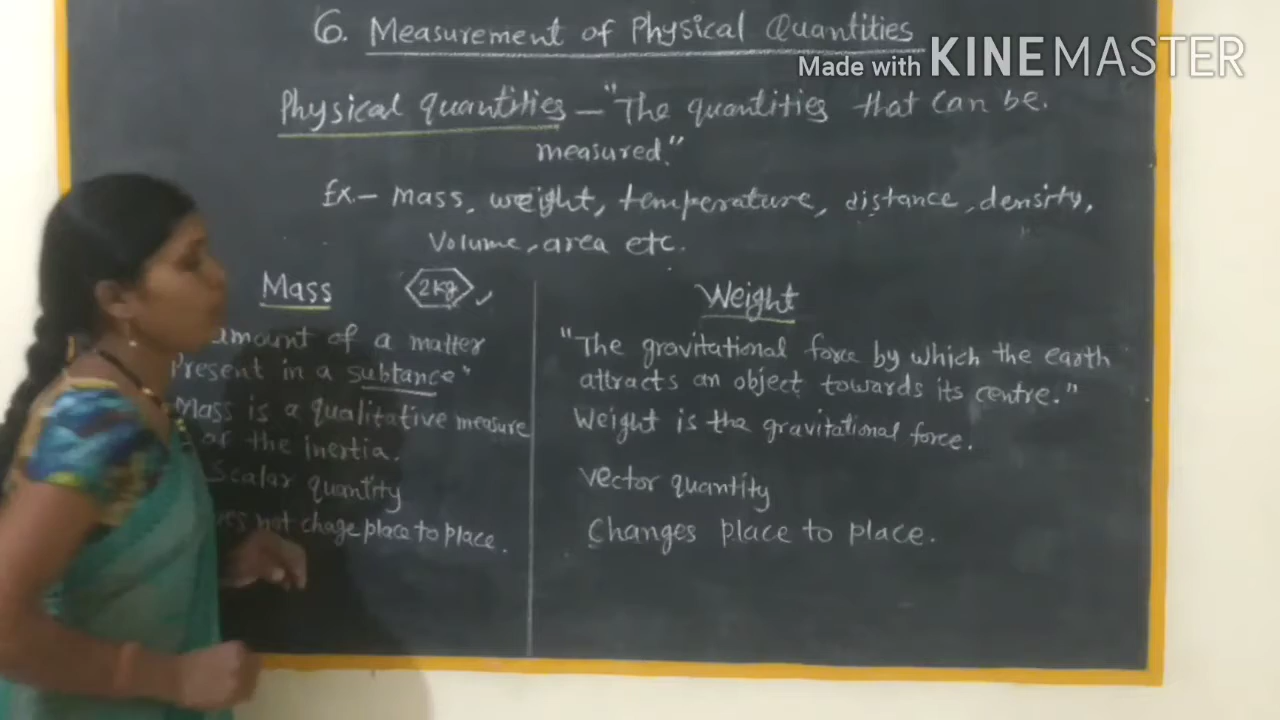 6. Measurement of Physical Quantities
Made with KINEMASTER
Physical quantities – "The quantities that can be.
measured."
Ex – Mass, weight, temperature, distance, density,
Volume, area etc.
Mass 2kg ✓
amount of a matter
Present in a subtance"
Mass is a qualitative measure
of the inertia.
Scalar quantity
not chage place to place.
Weight
"The gravitational force by which the earth
attracts an object towards its centre."
Weight is the gravitational force.
vector quantity
Changes place to place.